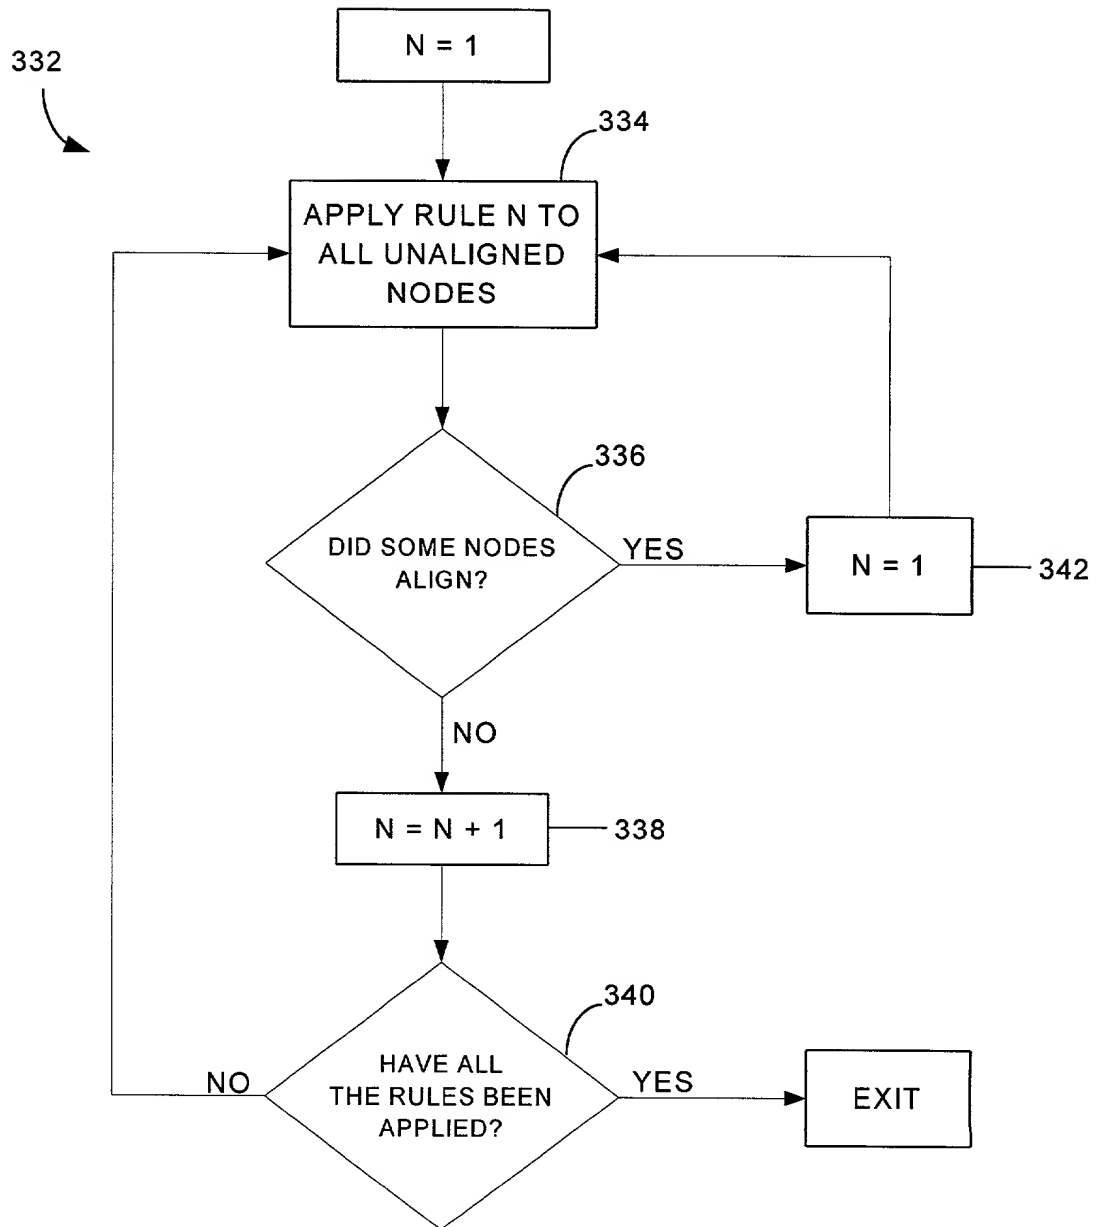 N = 1
332
334
APPLY RULE N TO
ALL UNALIGNED
NODES
336
DID SOME NODES
ALIGN?
YES
N = 1
342
NO
N = N + 1
338
340
HAVE ALL
THE RULES BEEN
APPLIED?
NO
YES
EXIT